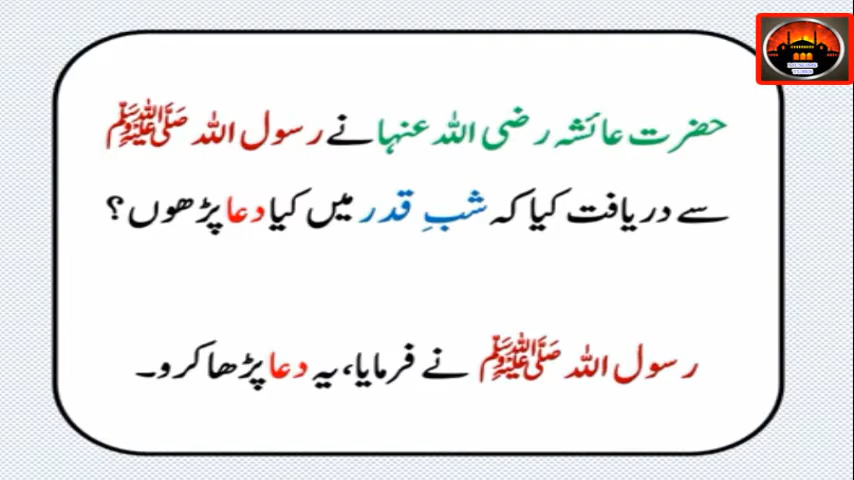 حضرت عائشہ رضی اللہ عنہا نے رسول اللہ ﷺ
سے دریافت کیا کہ شبِ قدر میں کیا دعا پڑھوں؟
رسول اللہ ﷺ نے فرمایا، یہ دعا پڑھا کرو۔